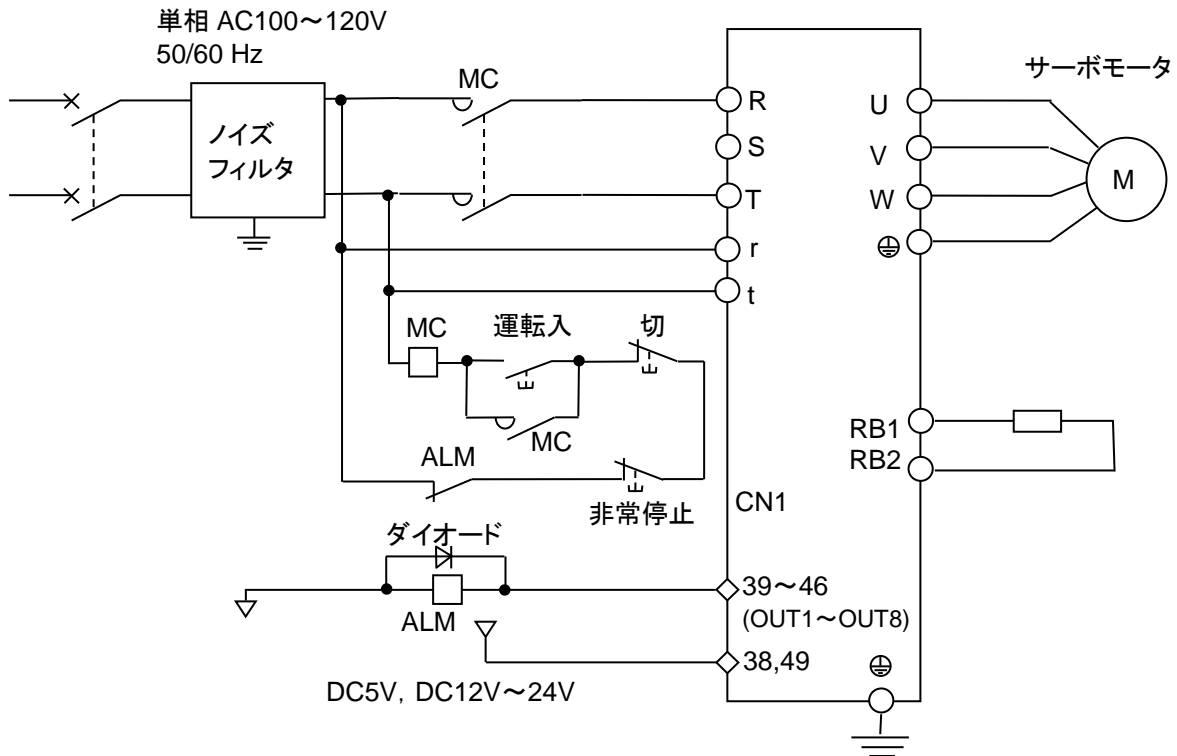 単相 AC100～120V
50/60 Hz
ノイズ
フィルタ
MC
R
S
T
r
t
U
V
W
サーボモータ
M
MC
運転入
切
MC
ALM
非常停止
RB1
RB2
CN1
ダイオード
ALM
39～46
(OUT1～OUT8)
38,49
DC5V, DC12V～24V